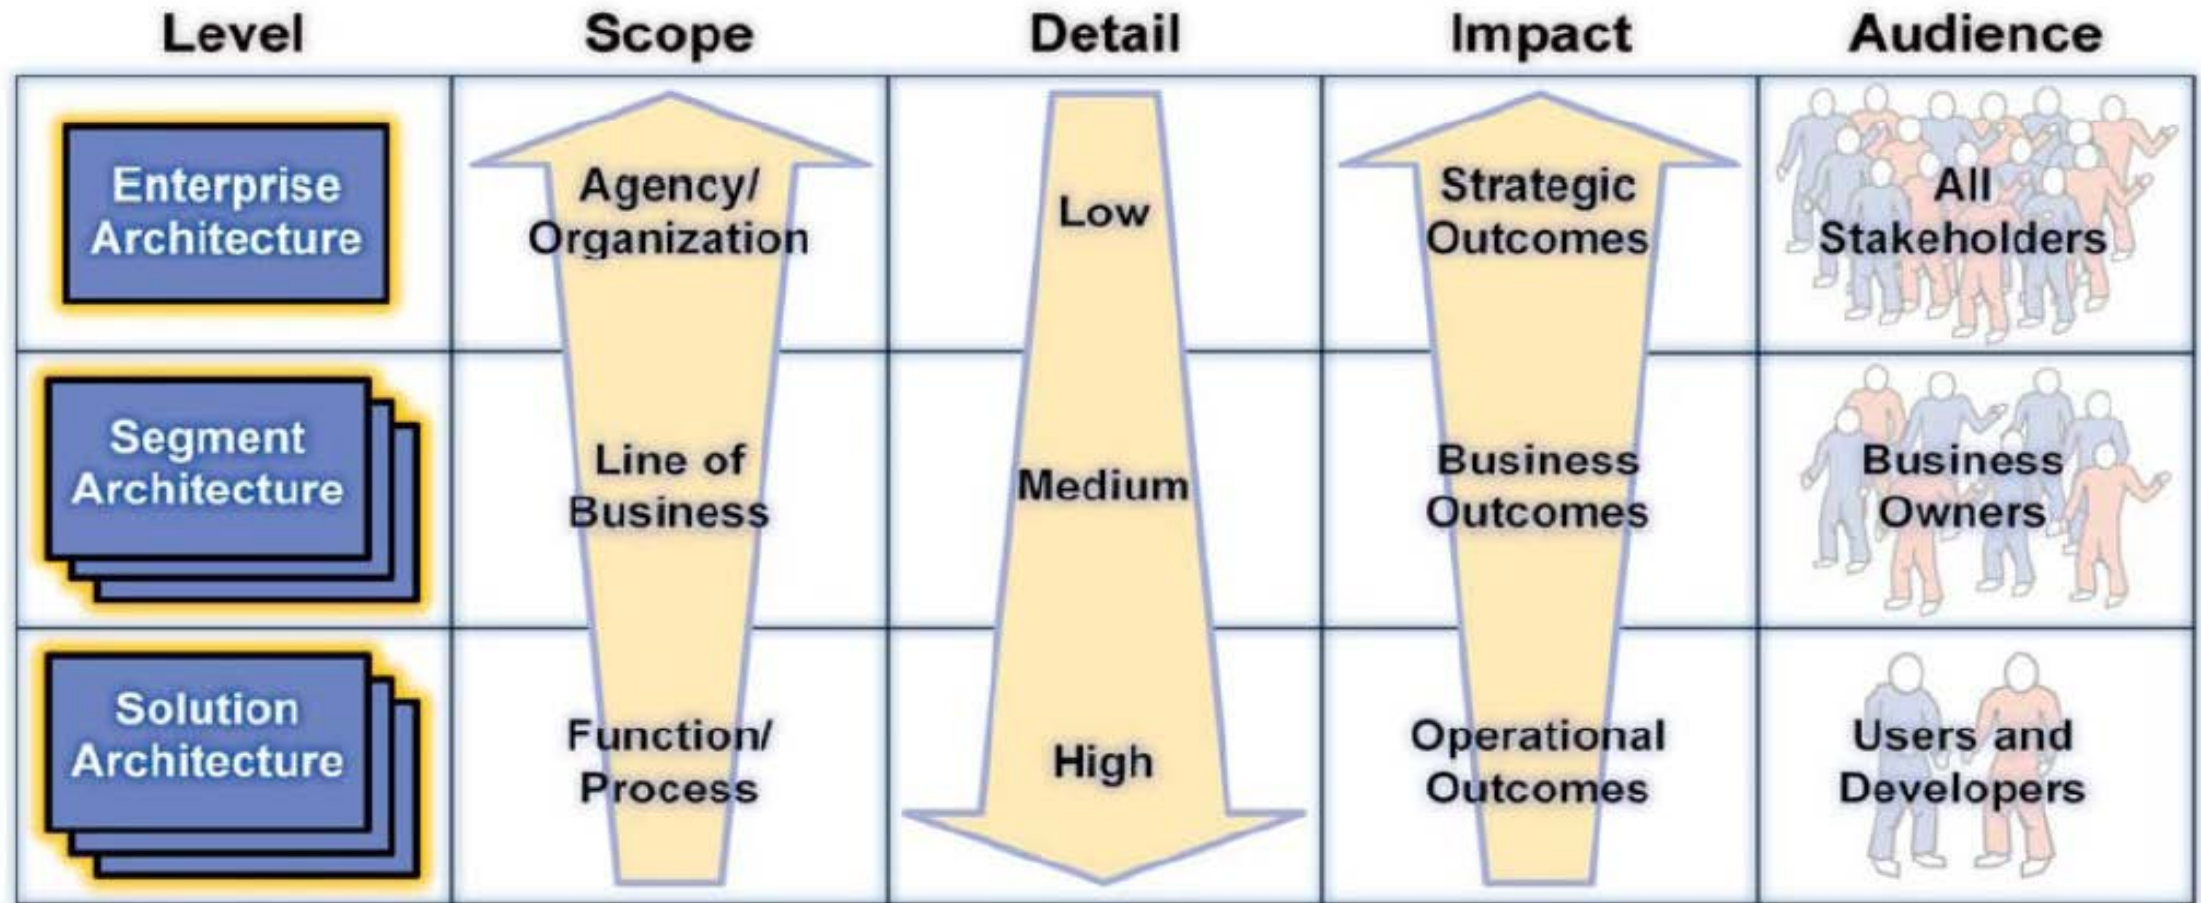 Level Scope Detail Impact Audience
Enterprise
Architecture
Agency/
Organization
Low
Strategic
Outcomes
All
Stakeholders
Segment
Architecture
Line of
Business
Medium
Business
Outcomes
Business
Owners
Solution
Architecture
Function/
Process
High
Operational
Outcomes
Users and
Developers